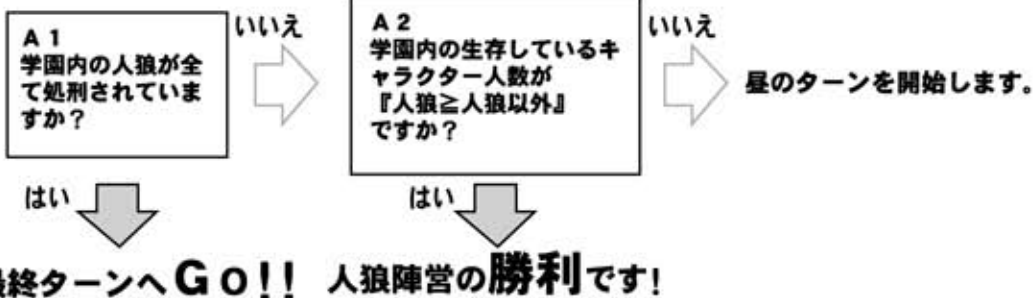 A1
学園内の人狼が全
て処刑されていま
すか？
いいえ
A2
学園内の生存しているキ
ャラクター人数が
『人狼≧人狼以外』
ですか？
いいえ
昼のターンを開始します。
はい
はい
終ターンへGo!!
人狼陣営の勝利です!